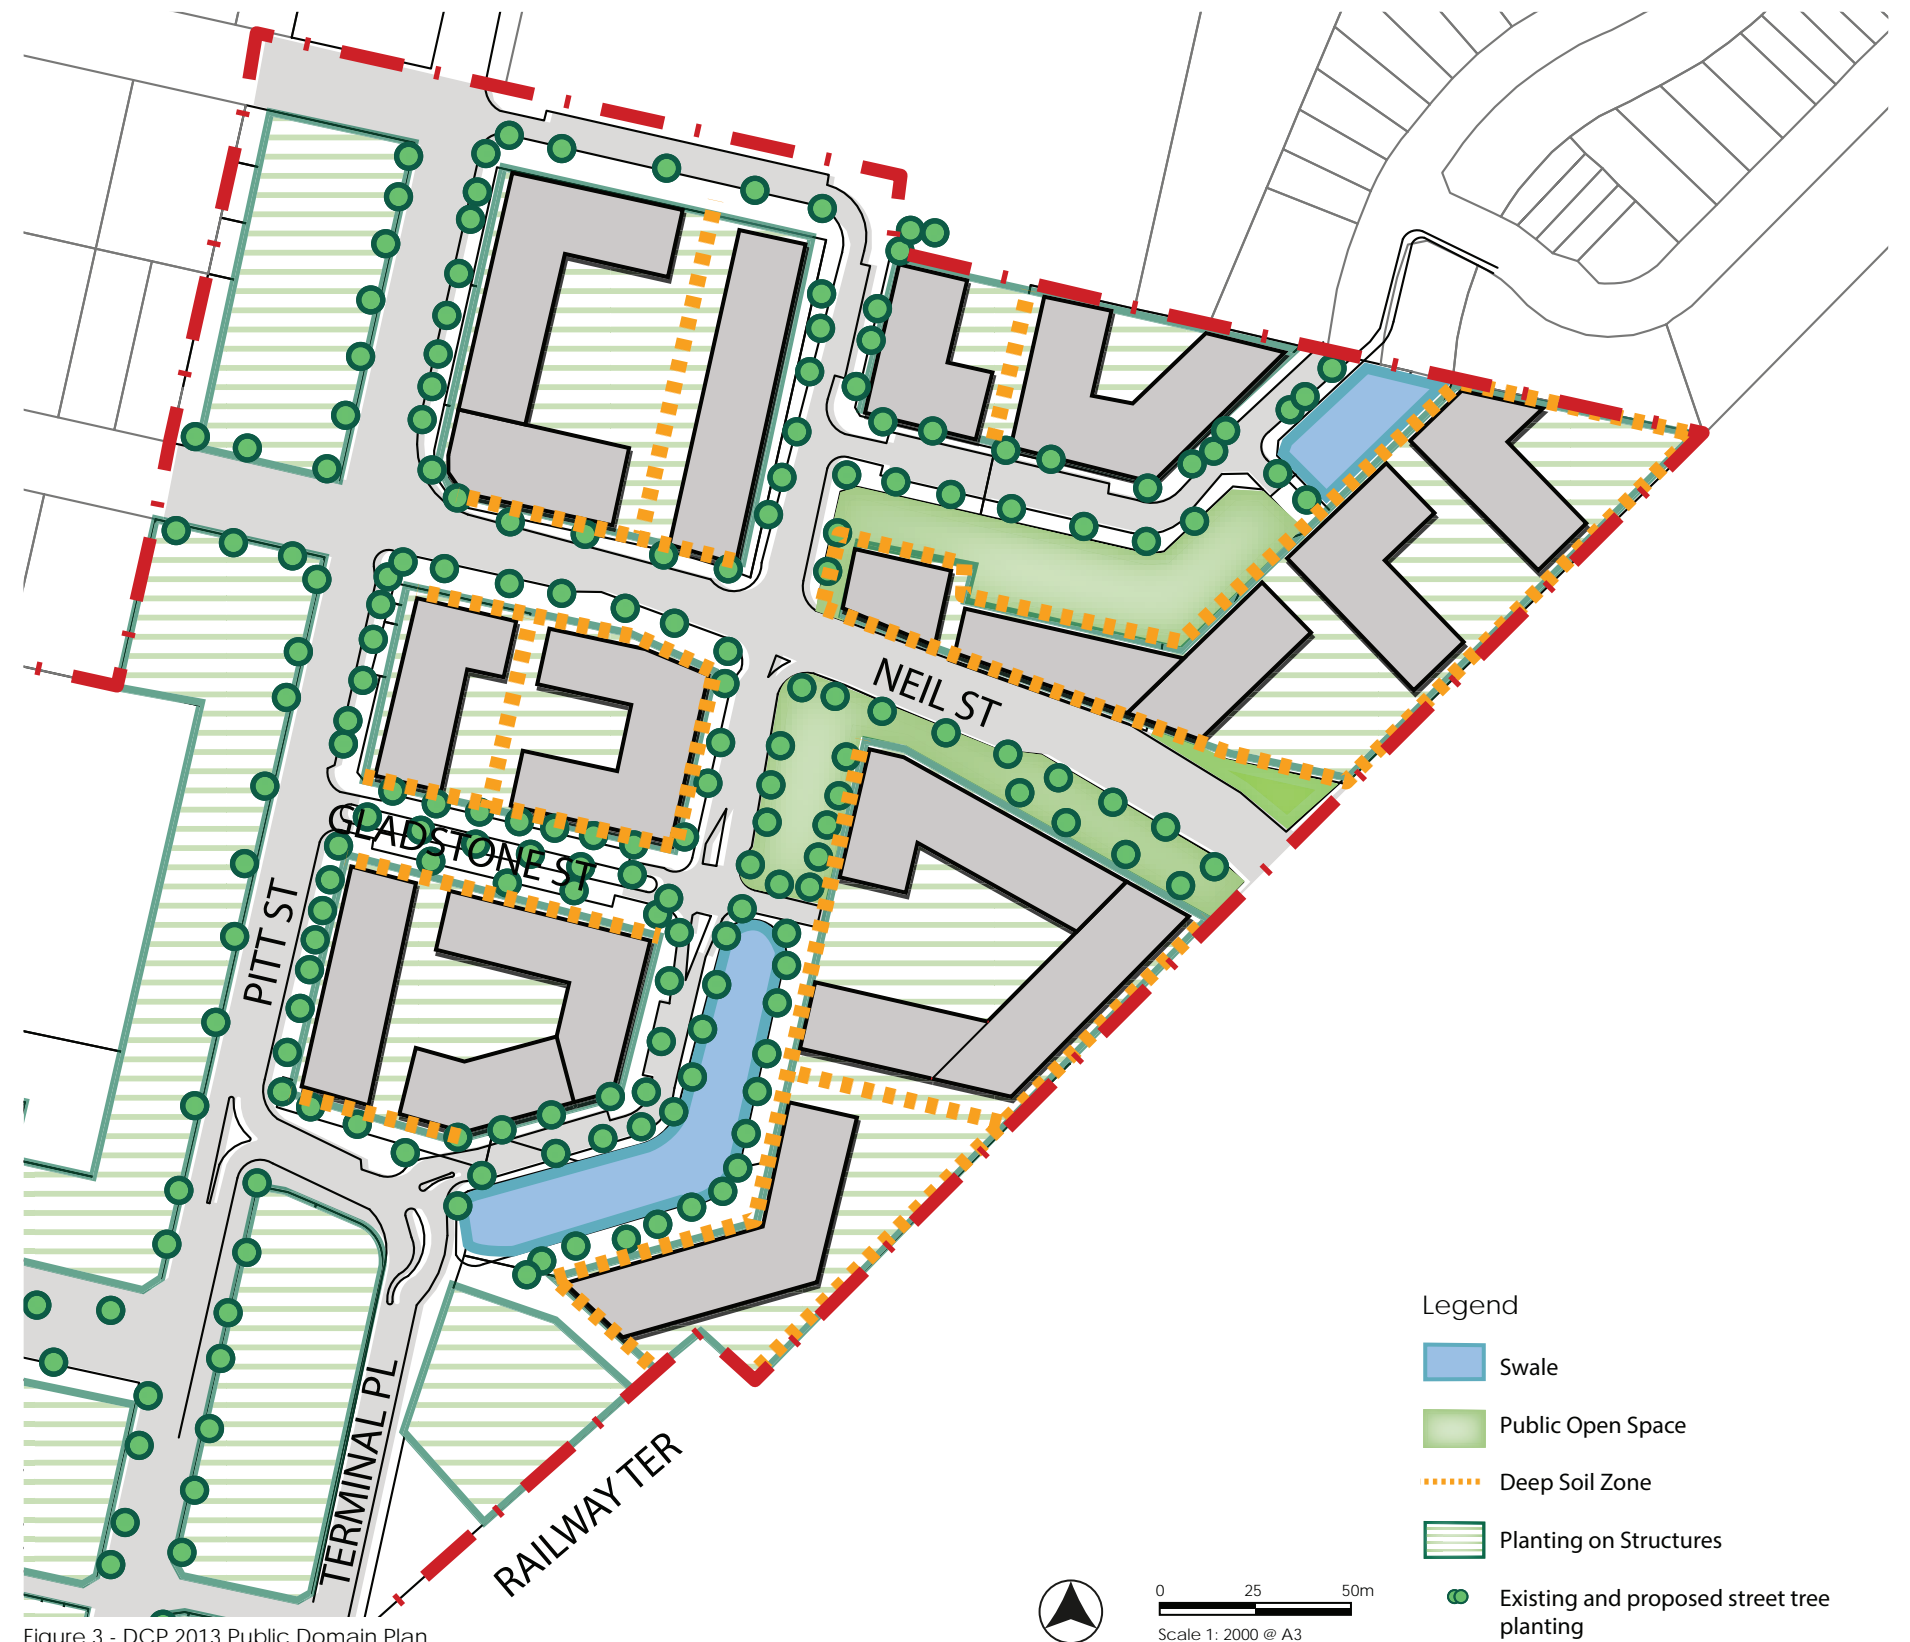 NEIL ST
GLADSTONE ST
PITT ST
TERMINAL PL
RAILWAY TER
Legend
Swale
Public Open Space
Deep Soil Zone
Planting on Structures
Existing and proposed street tree
planting
0 25 50m
Scale 1: 2000 @ A3
Figure 3 - DCP 2013 Public Domain Plan